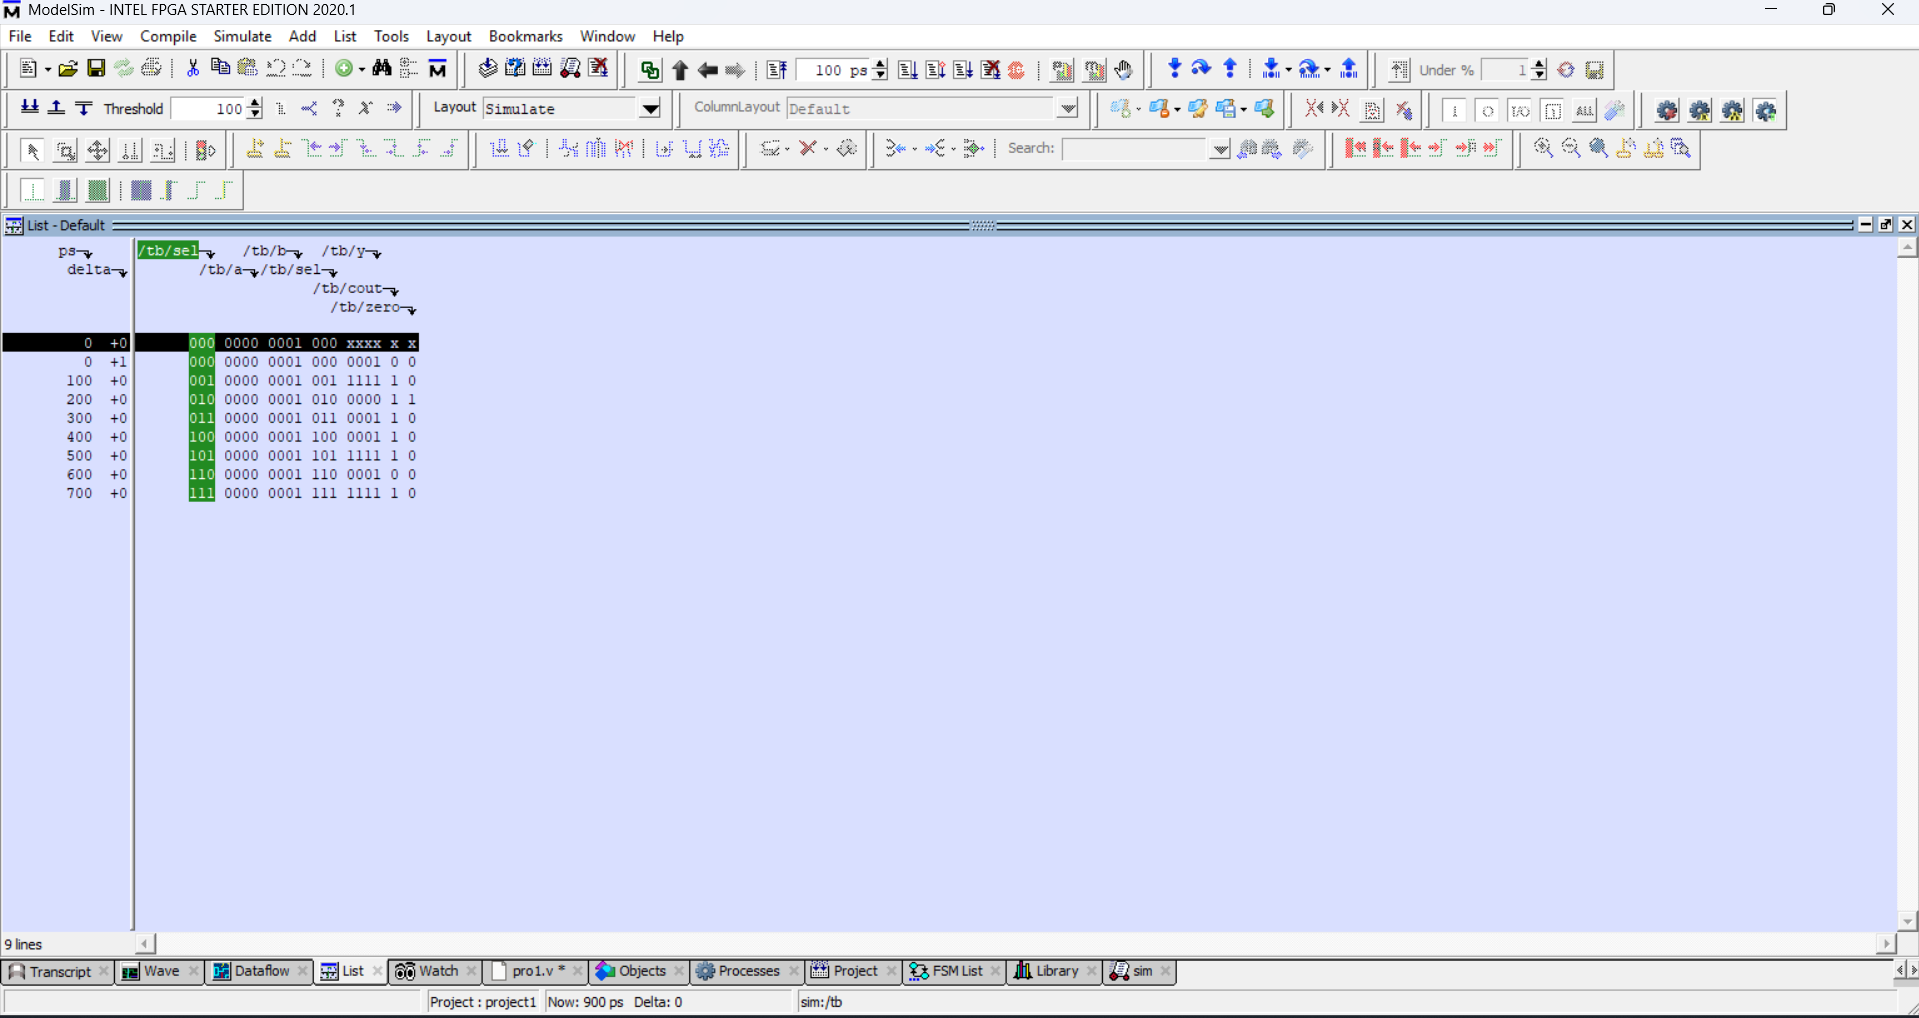 ModelSim - INTEL FPGA STARTER EDITION 2020.1
File Edit View Compile Simulate Add List Tools Layout Bookmarks Window Help
100 ps Under % 1
Threshold 100 Layout Simulate ColumnLayout Default I/O ALL
Search:
List - Default
ps /tb/sel /tb/b /tb/y
delta /tb/a /tb/sel
/tb/cout
/tb/zero
0 +0 000 0000 0001 000 xxxx x x
0 +1 000 0000 0001 000 0001 0 0
100 +0 001 0000 0001 001 1111 1 0
200 +0 010 0000 0001 010 0000 1 1
300 +0 011 0000 0001 011 0001 1 0
400 +0 100 0000 0001 100 0001 1 0
500 +0 101 0000 0001 101 1111 1 0
600 +0 110 0000 0001 110 0001 0 0
700 +0 111 0000 0001 111 1111 1 0
9 lines
Transcript Wave Dataflow List Watch pro1.v * Objects Processes Project FSM List Library sim
Project : project1 Now: 900 ps Delta: 0 sim:/tb